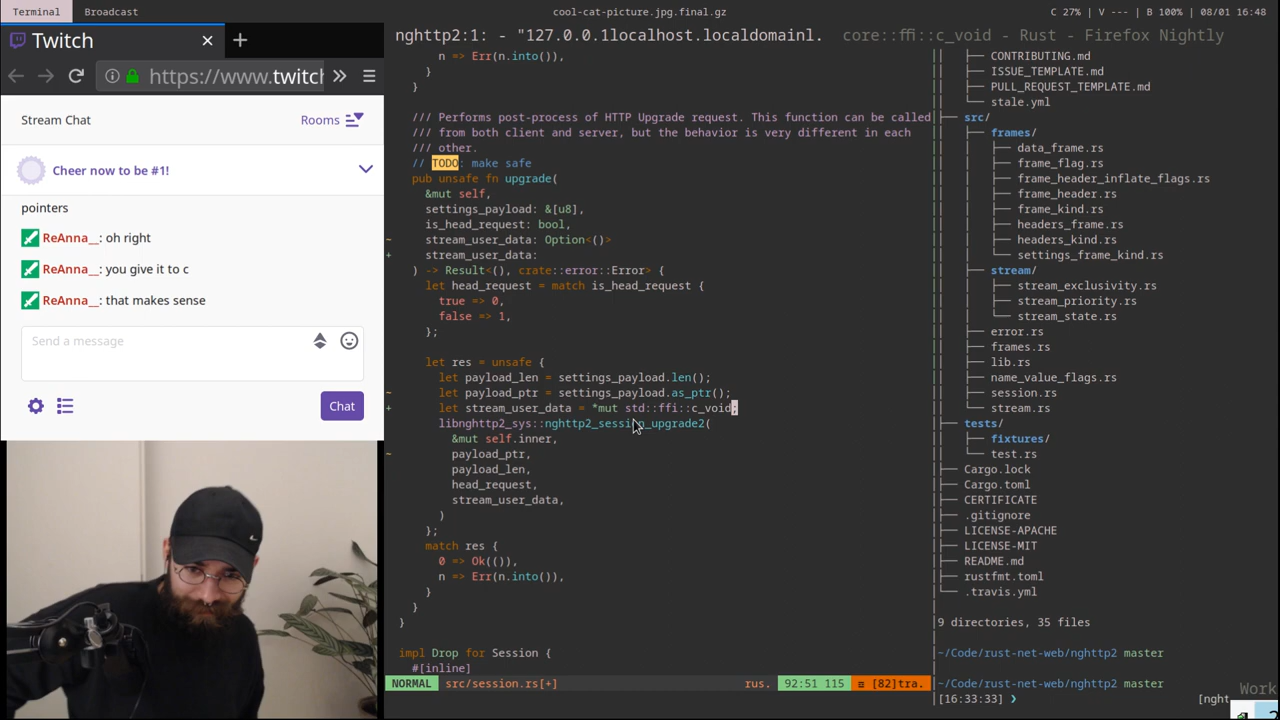 Terminal Broadcast cool-cat-picture.jpg.final.gz C 27% | V --- | B 100% | 08/01 16:48
Twitch
https://www.twitch
Stream Chat Rooms
Cheer now to be #1!
pointers
ReAnna__: oh right
ReAnna__: you give it to c
ReAnna__: that makes sense
Send a message
Chat
nghttp2:1: - "127.0.0.1localhost.localdomainl. core::ffi::c_void - Rust - Firefox Nightly
n => Err(n.into()),
}
}
/// Performs post-process of HTTP Upgrade request. This function can be called
/// from both client and server, but the behavior is very different in each
/// other.
// TODO: make safe
pub unsafe fn upgrade(
&mut self,
settings_payload: &[u8],
is_head_request: bool,
~ stream_user_data: Option<()>
+ stream_user_data:
) -> Result<(), crate::error::Error> {
let head_request = match is_head_request {
true => 0,
false => 1,
};
let res = unsafe {
let payload_len = settings_payload.len();
~ let payload_ptr = settings_payload.as_ptr();
+ let stream_user_data = *mut std::ffi::c_void;
libnghttp2_sys::nghttp2_session_upgrade2(
&mut self.inner,
~ payload_ptr,
payload_len,
head_request,
stream_user_data,
)
};
match res {
0 => Ok(()),
n => Err(n.into()),
}
}
}
impl Drop for Session {
#[inline]
NORMAL src/session.rs[+] rus. 92:51 115 [82]tra.
├── CONTRIBUTING.md
├── ISSUE_TEMPLATE.md
├── PULL_REQUEST_TEMPLATE.md
└── stale.yml
├── src/
│ ├── frames/
│ │ ├── data_frame.rs
│ │ ├── frame_flag.rs
│ │ ├── frame_header_inflate_flags.rs
│ │ ├── frame_header.rs
│ │ ├── frame_kind.rs
│ │ ├── headers_frame.rs
│ │ ├── headers_kind.rs
│ │ └── settings_frame_kind.rs
│ ├── stream/
│ │ ├── stream_exclusivity.rs
│ │ ├── stream_priority.rs
│ │ └── stream_state.rs
│ ├── error.rs
│ ├── frames.rs
│ ├── lib.rs
│ ├── name_value_flags.rs
│ ├── session.rs
│ └── stream.rs
├── tests/
│ ├── fixtures/
│ └── test.rs
├── Cargo.lock
├── Cargo.toml
├── CERTIFICATE
├── .gitignore
├── LICENSE-APACHE
├── LICENSE-MIT
├── README.md
├── rustfmt.toml
└── .travis.yml
9 directories, 35 files
~/Code/rust-net-web/nghttp2 master
~/Code/rust-net-web/nghttp2 master
[16:33:33] ❯ [nght
Work